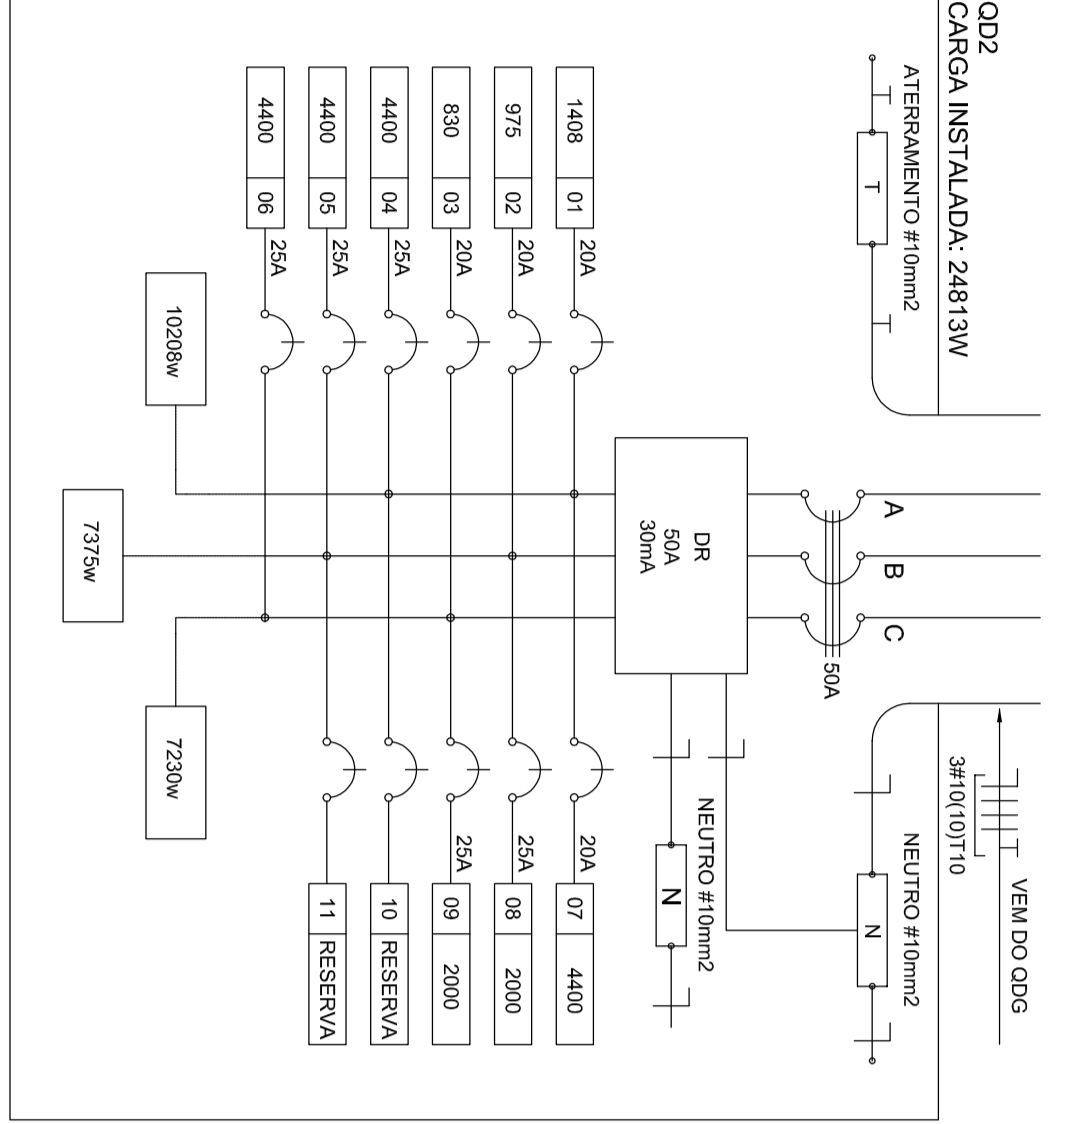 QD2
CARGA INSTALADA: 24813W
ATERRAMENTO #10mm2
T
T
T
VEM DO QDG
T
3#10(10)T10
NEUTRO #10mm2
N
A
B
C
50A
DR
50A
30mA
NEUTRO #10mm2
N
1408 01 20A
20A 07 4400
975 02 20A
25A 08 2000
830 03 20A
25A 09 2000
4400 04 25A
10 RESERVA
4400 05 25A
11 RESERVA
4400 06 25A
10208w
7375w
7230w